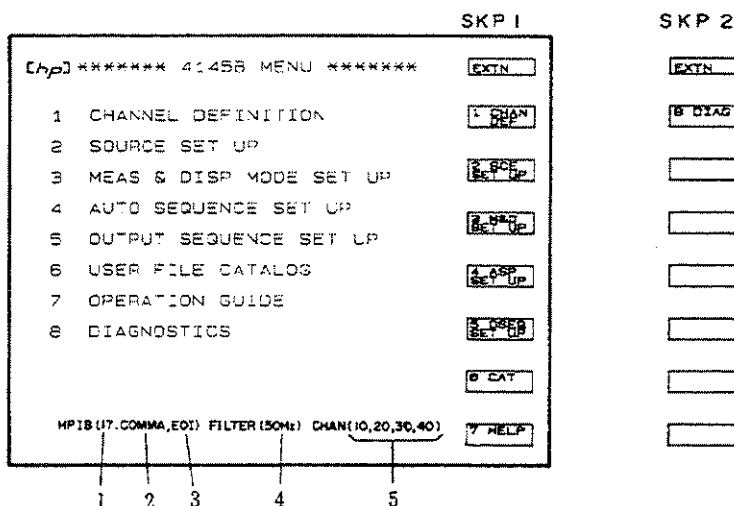 SKP 1 SKP 2
[hp] ******* 4145B MENU *******
1 CHANNEL DEFINITION
2 SOURCE SET UP
3 MEAS & DISP MODE SET UP
4 AUTO SEQUENCE SET UP
5 OUTPUT SEQUENCE SET UP
6 USER FILE CATALOG
7 OPERATION GUIDE
8 DIAGNOSTICS
HPIB (17.COMMA,EOI) FILTER (50Hz) CHAN(10,20,30,40)
1 2 3 4 5
EXTN
1 CHAN
DEF
2 SCE
SET UP
3 M&D
SET UP
4 ASP
SET UP
5 OSEQ
SET UP
6 CAT
7 HELP
EXTN
8 DIAG